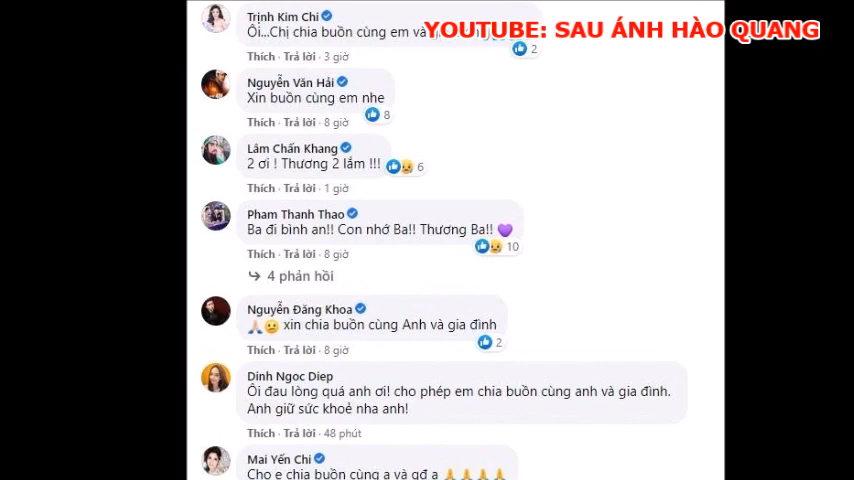 YOUTUBE: SAU ÁNH HÀO QUANG
Trịnh Kim Chi
Ôi...Chị chia buồn cùng em và
2
Thích · Trả lời · 3 giờ
Nguyễn Văn Hải
Xin buồn cùng em nhe
8
Thích · Trả lời · 8 giờ
Lâm Chấn Khang
2 ơi ! Thương 2 lắm !!!
6
Thích · Trả lời · 1 giờ
Pham Thanh Thao
Ba đi bình an!! Con nhớ Ba!! Thương Ba!! 💜
10
Thích · Trả lời · 8 giờ
4 phản hồi
Nguyễn Đăng Khoa
🙏🏻😕 xin chia buồn cùng Anh và gia đình
2
Thích · Trả lời · 8 giờ
Dinh Ngoc Diep
Ôi đau lòng quá anh ơi! cho phép em chia buồn cùng anh và gia đình.
Anh giữ sức khoẻ nha anh!
Thích · Trả lời · 48 phút
Mai Yến Chi
Cho e chia buồn cùng a và gđ a 🙏🙏🙏🙏